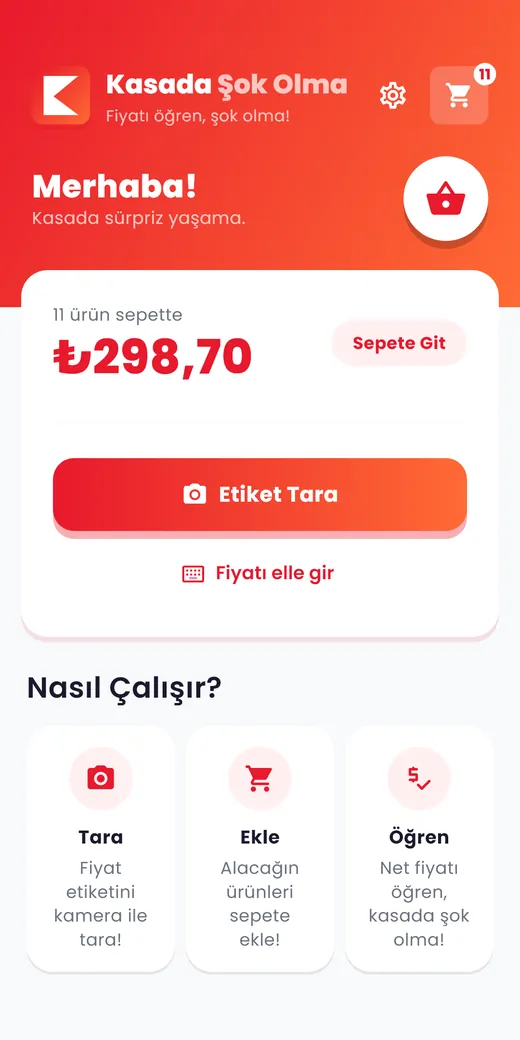 Kasada Şok Olma
11
Fiyatı öğren, şok olma!
Merhaba!
Kasada sürpriz yaşama.
11 ürün sepette
₺298,70
Sepete Git
Etiket Tara
Fiyatı elle gir
Nasıl Çalışır?
Tara
Fiyat
etiketini
kamera ile
tara!
Ekle
Alacağın
ürünleri
sepete
ekle!
Öğren
Net fiyatı
öğren,
kasada şok
olma!